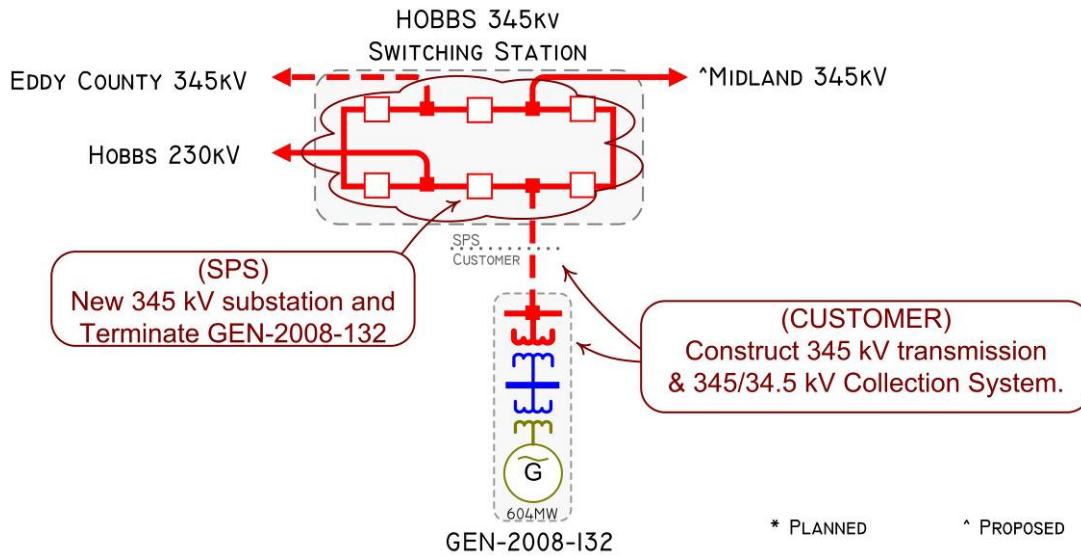 HOBBS 345KV
SWITCHING STATION
EDDY COUNTY 345KV
^MIDLAND 345KV
HOBBS 230KV
SPS
CUSTOMER
(SPS)
New 345 kV substation and
Terminate GEN-2008-132
(CUSTOMER)
Construct 345 kV transmission
& 345/34.5 kV Collection System.
G
604MW
GEN-2008-132
* PLANNED
^ PROPOSED